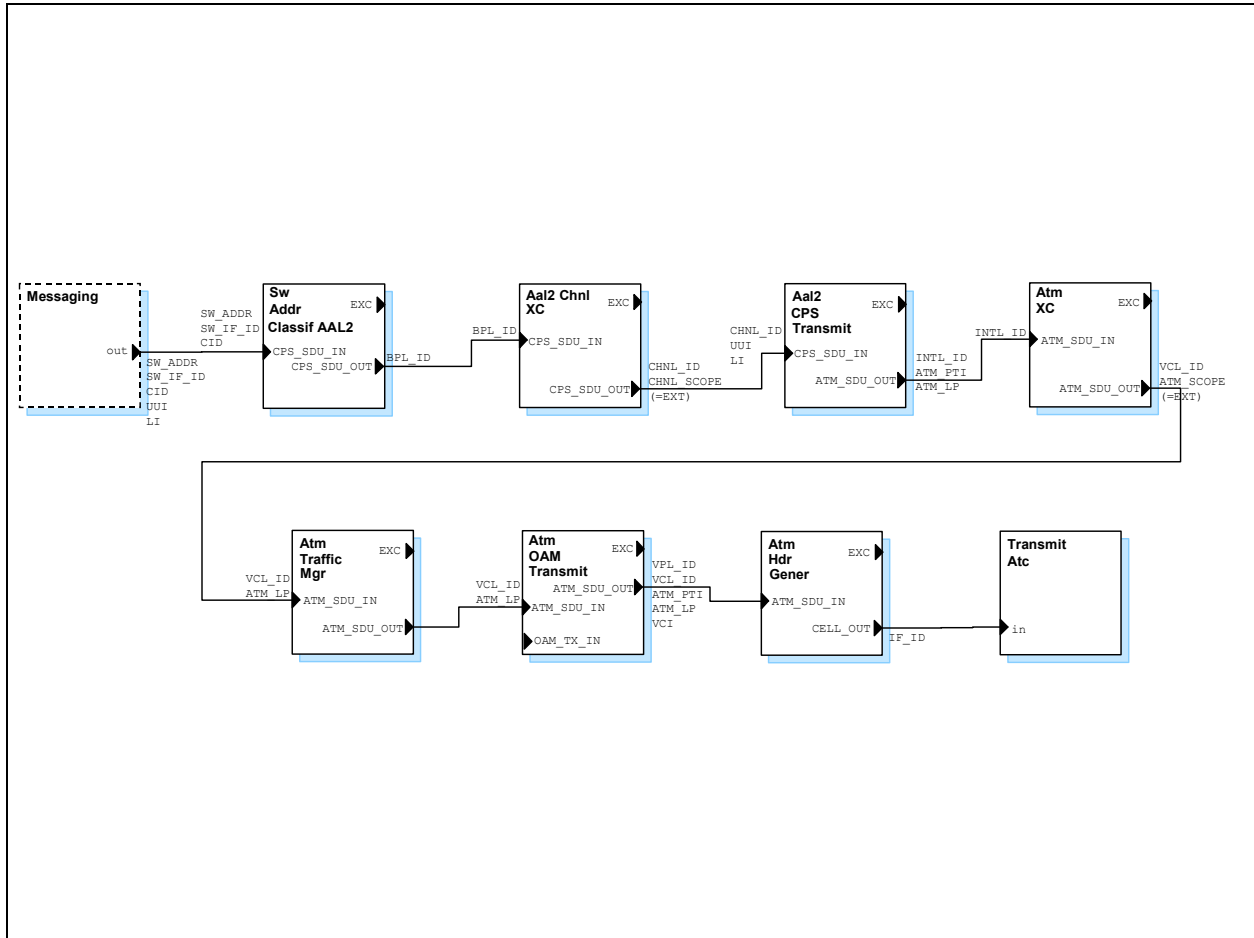 Messaging
out
SW_ADDR
SW_IF_ID
CID
UUI
LI
SW_ADDR
SW_IF_ID
CID
Sw
Addr
Classif AAL2
EXC
CPS_SDU_IN
CPS_SDU_OUT
BPL_ID
BPL_ID
Aal2 Chnl
XC
EXC
CPS_SDU_IN
CPS_SDU_OUT
CHNL_ID
CHNL_SCOPE
(=EXT)
CHNL_ID
UUI
LI
Aal2
CPS
Transmit
EXC
CPS_SDU_IN
ATM_SDU_OUT
INTL_ID
ATM_PTI
ATM_LP
INTL_ID
Atm
XC
EXC
ATM_SDU_IN
ATM_SDU_OUT
VCL_ID
ATM_SCOPE
(=EXT)
VCL_ID
ATM_LP
Atm
Traffic
Mgr
EXC
ATM_SDU_IN
ATM_SDU_OUT
VCL_ID
ATM_LP
Atm
OAM
Transmit
EXC
ATM_SDU_OUT
ATM_SDU_IN
OAM_TX_IN
VPL_ID
VCL_ID
ATM_PTI
ATM_LP
VCI
Atm
Hdr
Gener
EXC
ATM_SDU_IN
CELL_OUT
IF_ID
Transmit
Atc
in